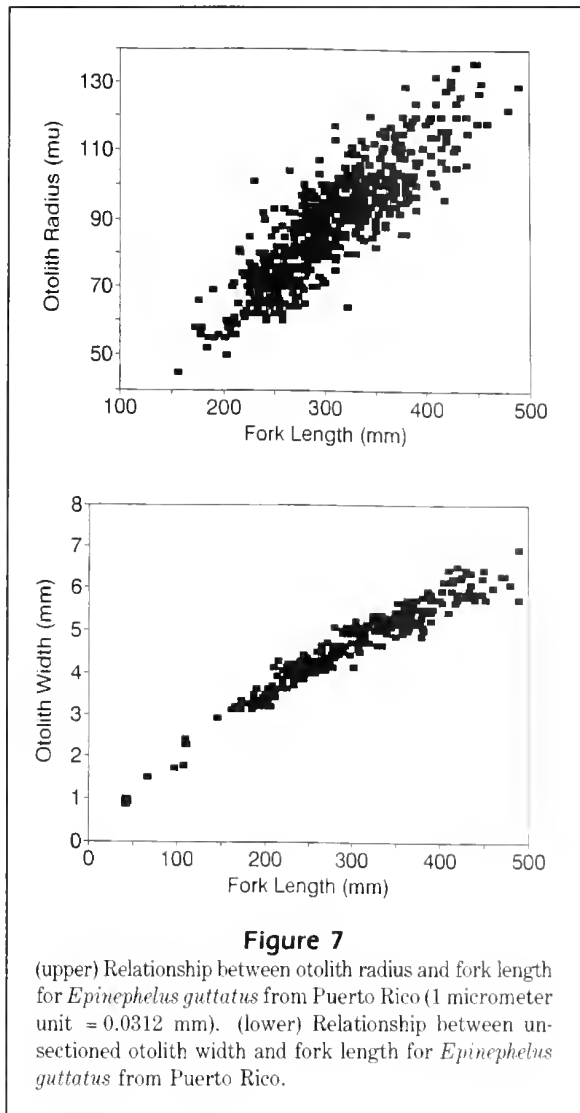 130
110
90
70
50
Otolith Radius (mu)
100 200 300 400 500
Fork Length (mm)
8
7
6
5
4
3
2
1
0
Otolith Width (mm)
0 100 200 300 400 500
Fork Length (mm)
Figure 7
(upper) Relationship between otolith radius and fork length
for Epinephelus guttatus from Puerto Rico (1 micrometer
unit = 0.0312 mm). (lower) Relationship between un-
sectioned otolith width and fork length for Epinephelus
guttatus from Puerto Rico.